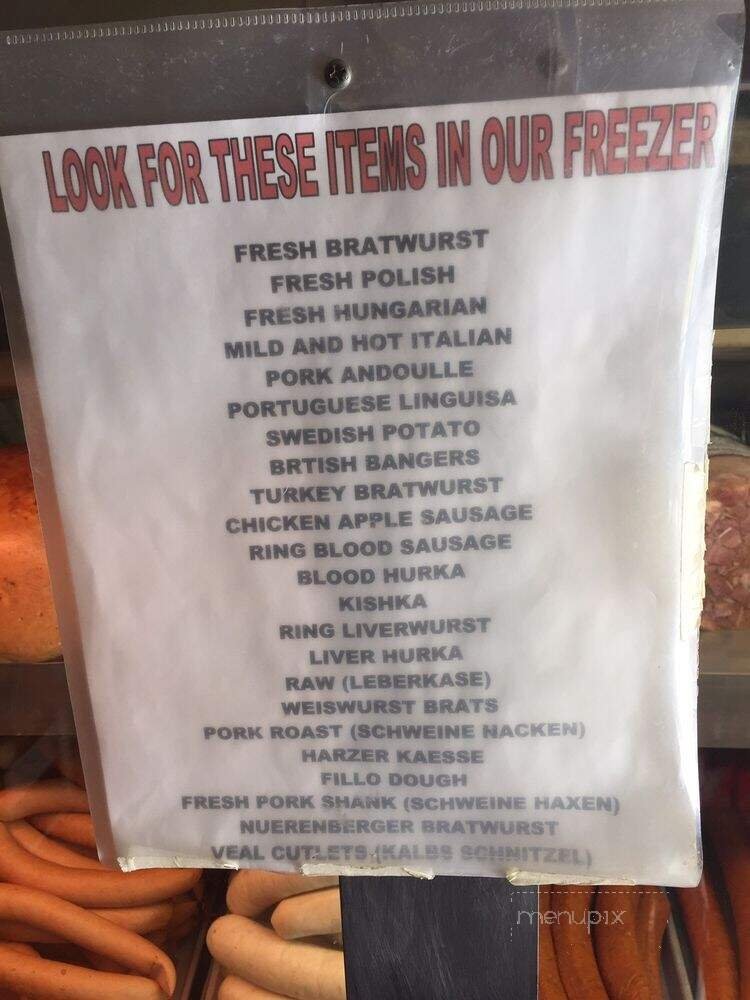 LOOK FOR THESE ITEMS IN OUR FREEZER
FRESH BRATWURST
FRESH POLISH
FRESH HUNGARIAN
MILD AND HOT ITALIAN
PORK ANDOULLE
PORTUGUESE LINGUISA
SWEDISH POTATO
BRTISH BANGERS
TURKEY BRATWURST
CHICKEN APPLE SAUSAGE
RING BLOOD SAUSAGE
BLOOD HURKA
KISHKA
RING LIVERWURST
LIVER HURKA
RAW (LEBERKASE)
WEISWURST BRATS
PORK ROAST (SCHWEINE NACKEN)
HARZER KAESSE
FILLO DOUGH
FRESH PORK SHANK (SCHWEINE HAXEN)
NUERENBERGER BRATWURST
VEAL CUTLETS (KALBS SCHNITZEL)
menupix